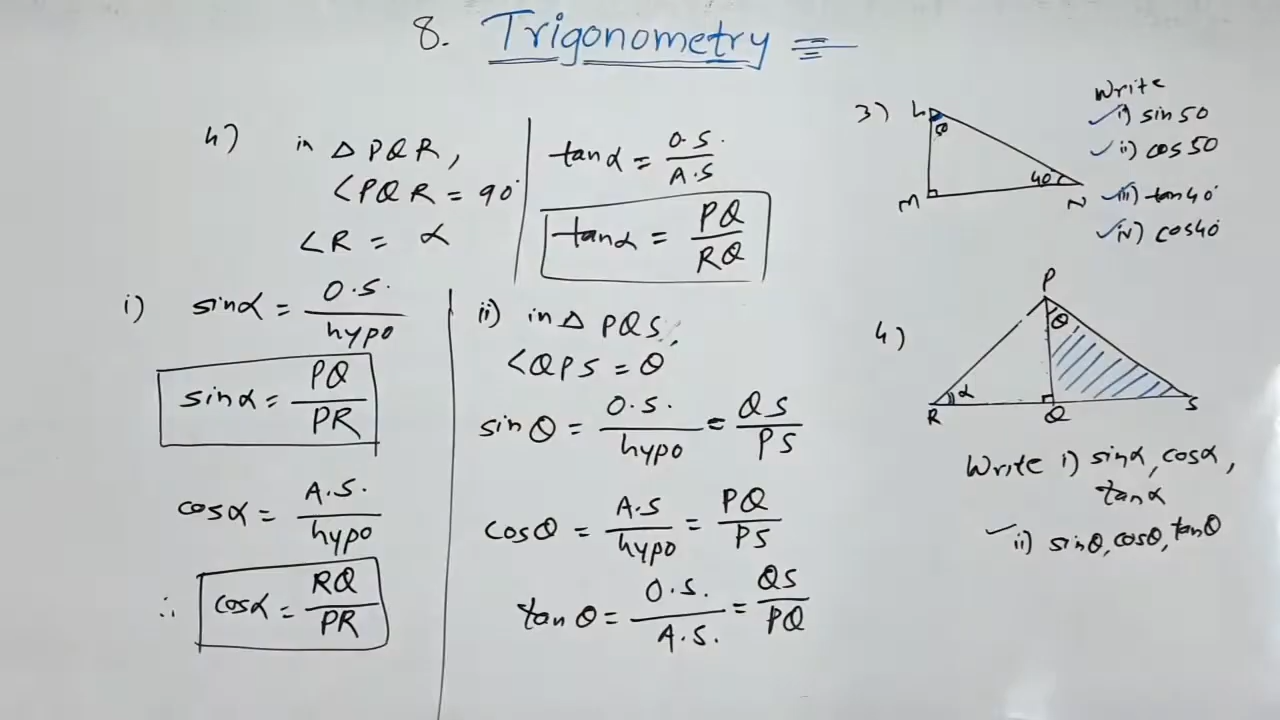 8. Trigonometry
4)
in △ PQR,
<PQR = 90°
<R = α
i) sinα = O.S. / hypo
sinα = PQ / PR
cosα = A.S. / hypo
∴ cosα = RQ / PR
tanα = O.S. / A.S
tanα = PQ / RQ
ii) in △ PQS,
<QPS = θ
sin θ = O.S. / hypo = QS / PS
cosθ = A.S / hypo = PQ / PS
tan θ = O.S. / A.S. = QS / PQ
3)
L
50
M
40°
N
Write
i) sin 50
ii) cos 50
iii) tan 40°
iv) cos 40°
4)
P
θ
R
α
Q
S
Write i) sinα, cosα,
tanα
ii) sinθ, cosθ, tanθ